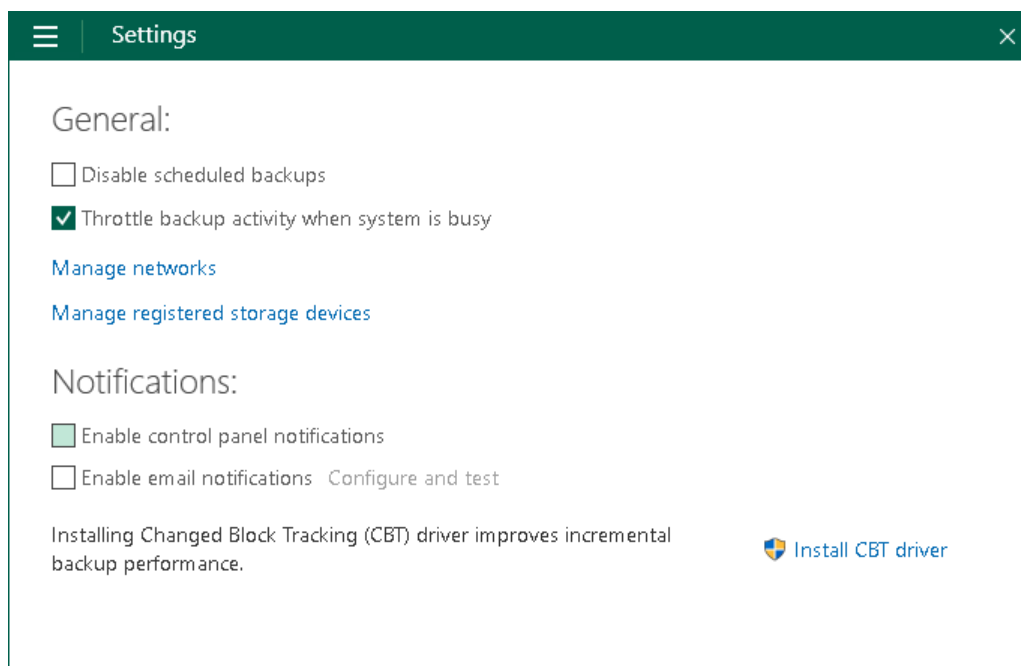 Settings
General:
Disable scheduled backups
Throttle backup activity when system is busy
Manage networks
Manage registered storage devices
Notifications:
Enable control panel notifications
Enable email notifications Configure and test
Installing Changed Block Tracking (CBT) driver improves incremental
backup performance.
Install CBT driver